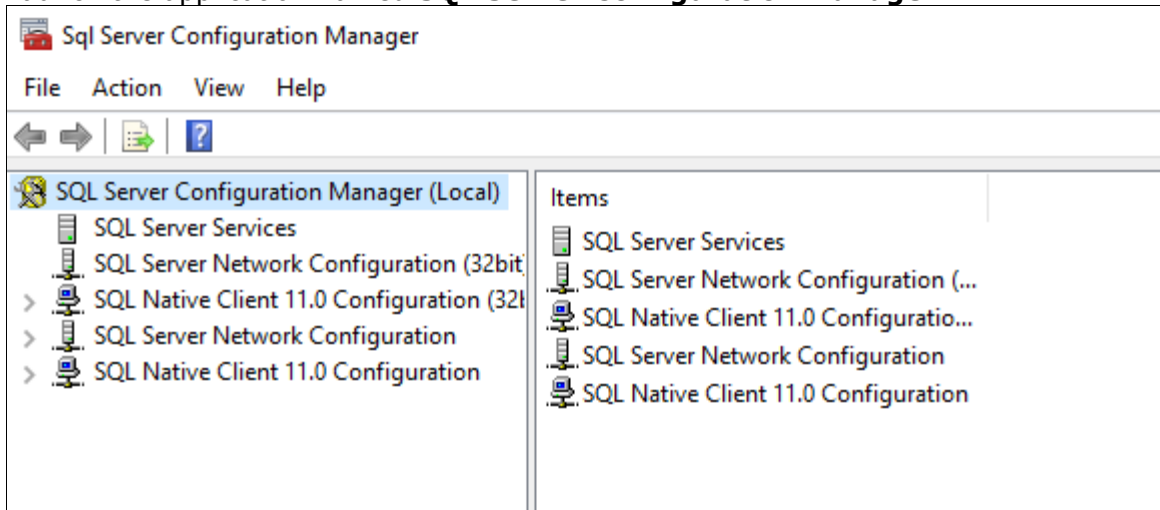 Sql Server Configuration Manager
File Action View Help
SQL Server Configuration Manager (Local)
SQL Server Services
SQL Server Network Configuration (32bit
SQL Native Client 11.0 Configuration (32
SQL Server Network Configuration
SQL Native Client 11.0 Configuration
Items
SQL Server Services
SQL Server Network Configuration (...
SQL Native Client 11.0 Configuratio...
SQL Server Network Configuration
SQL Native Client 11.0 Configuration